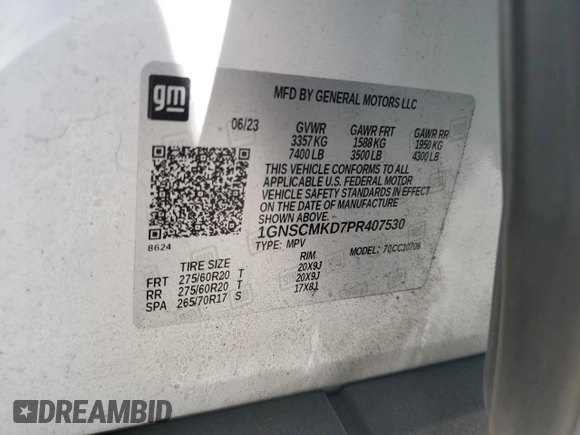 gm
MFD BY GENERAL MOTORS LLC
06/23 GVWR GAWR FRT GAWR RR
3357 KG 1588 KG 1950 KG
7400 LB 3500 LB 4300 LB
THIS VEHICLE CONFORMS TO ALL
APPLICABLE U.S. FEDERAL MOTOR
VEHICLE SAFETY STANDARDS IN EFFECT
ON THE DATE OF MANUFACTURE
SHOWN ABOVE.
1GNSCMKD7PR407530
8624
TYPE: MPV MODEL: 70CC10706
TIRE SIZE RIM
FRT 275/60R20 T 20X9J
RR 275/60R20 T 20X9J
SPA 265/70R17 S 17X8J
DREAMBID